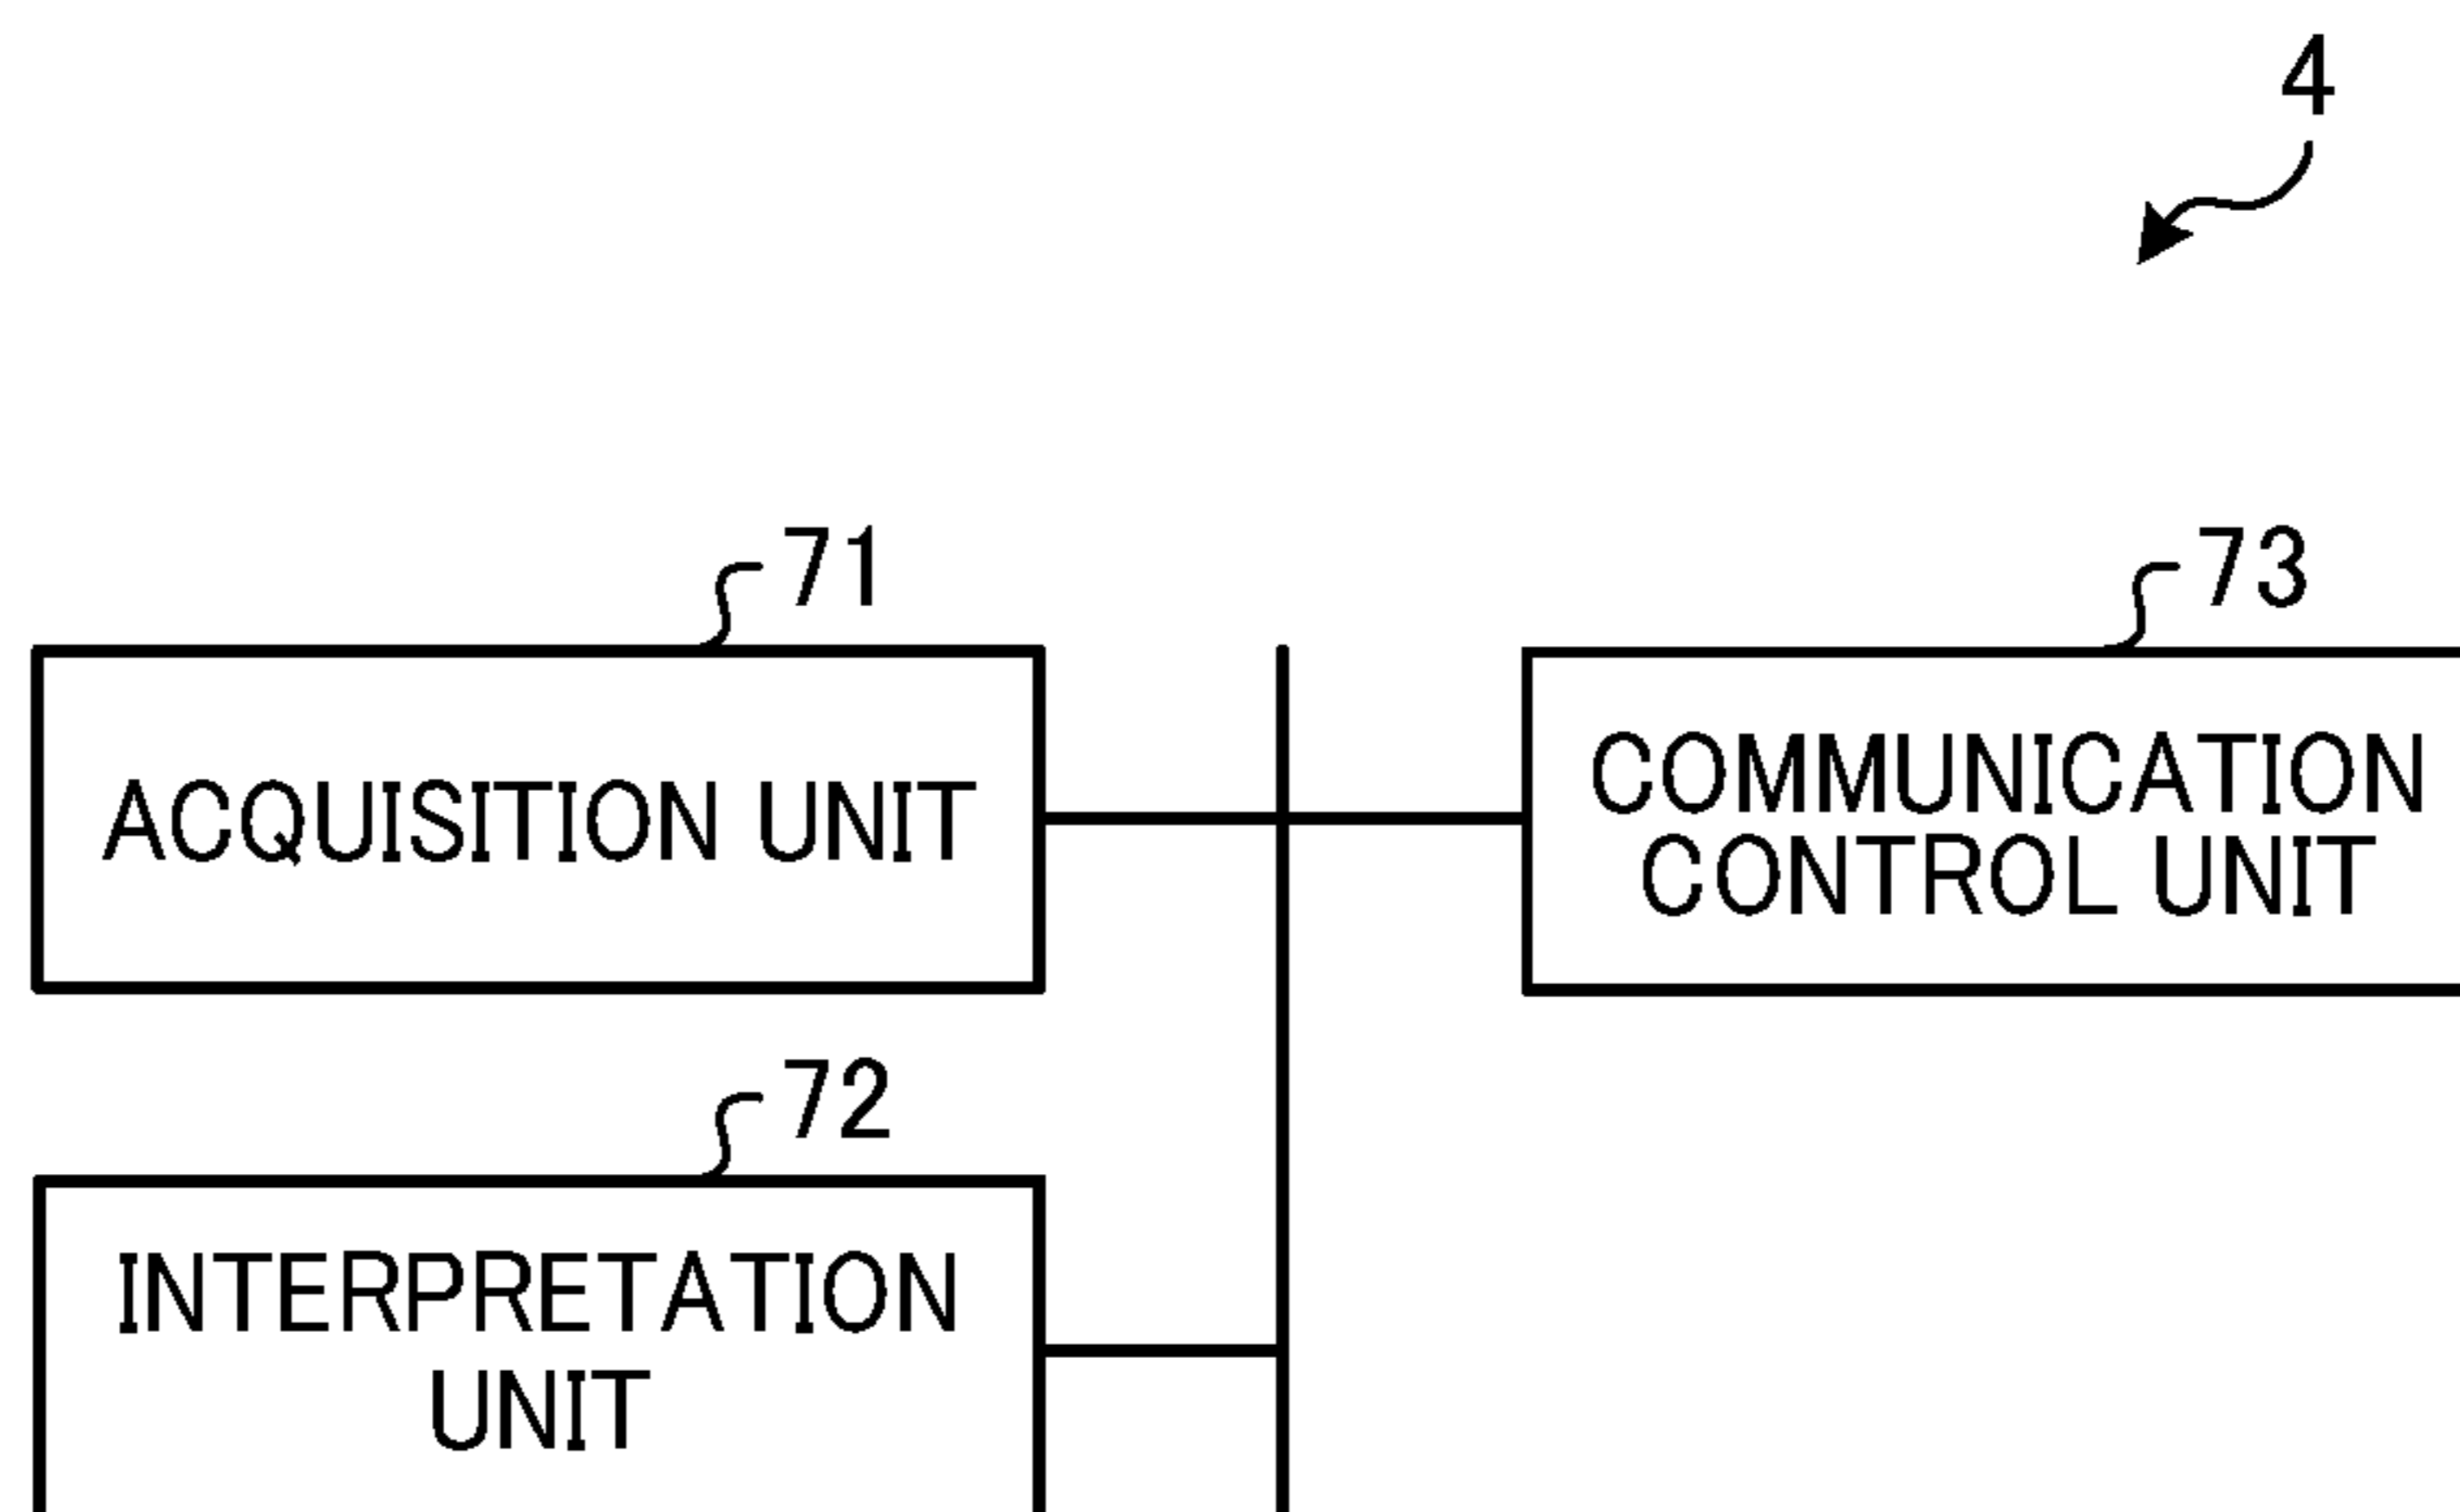 4
71
73
ACQUISITION UNIT
COMMUNICATION
CONTROL UNIT
72
INTERPRETATION
UNIT